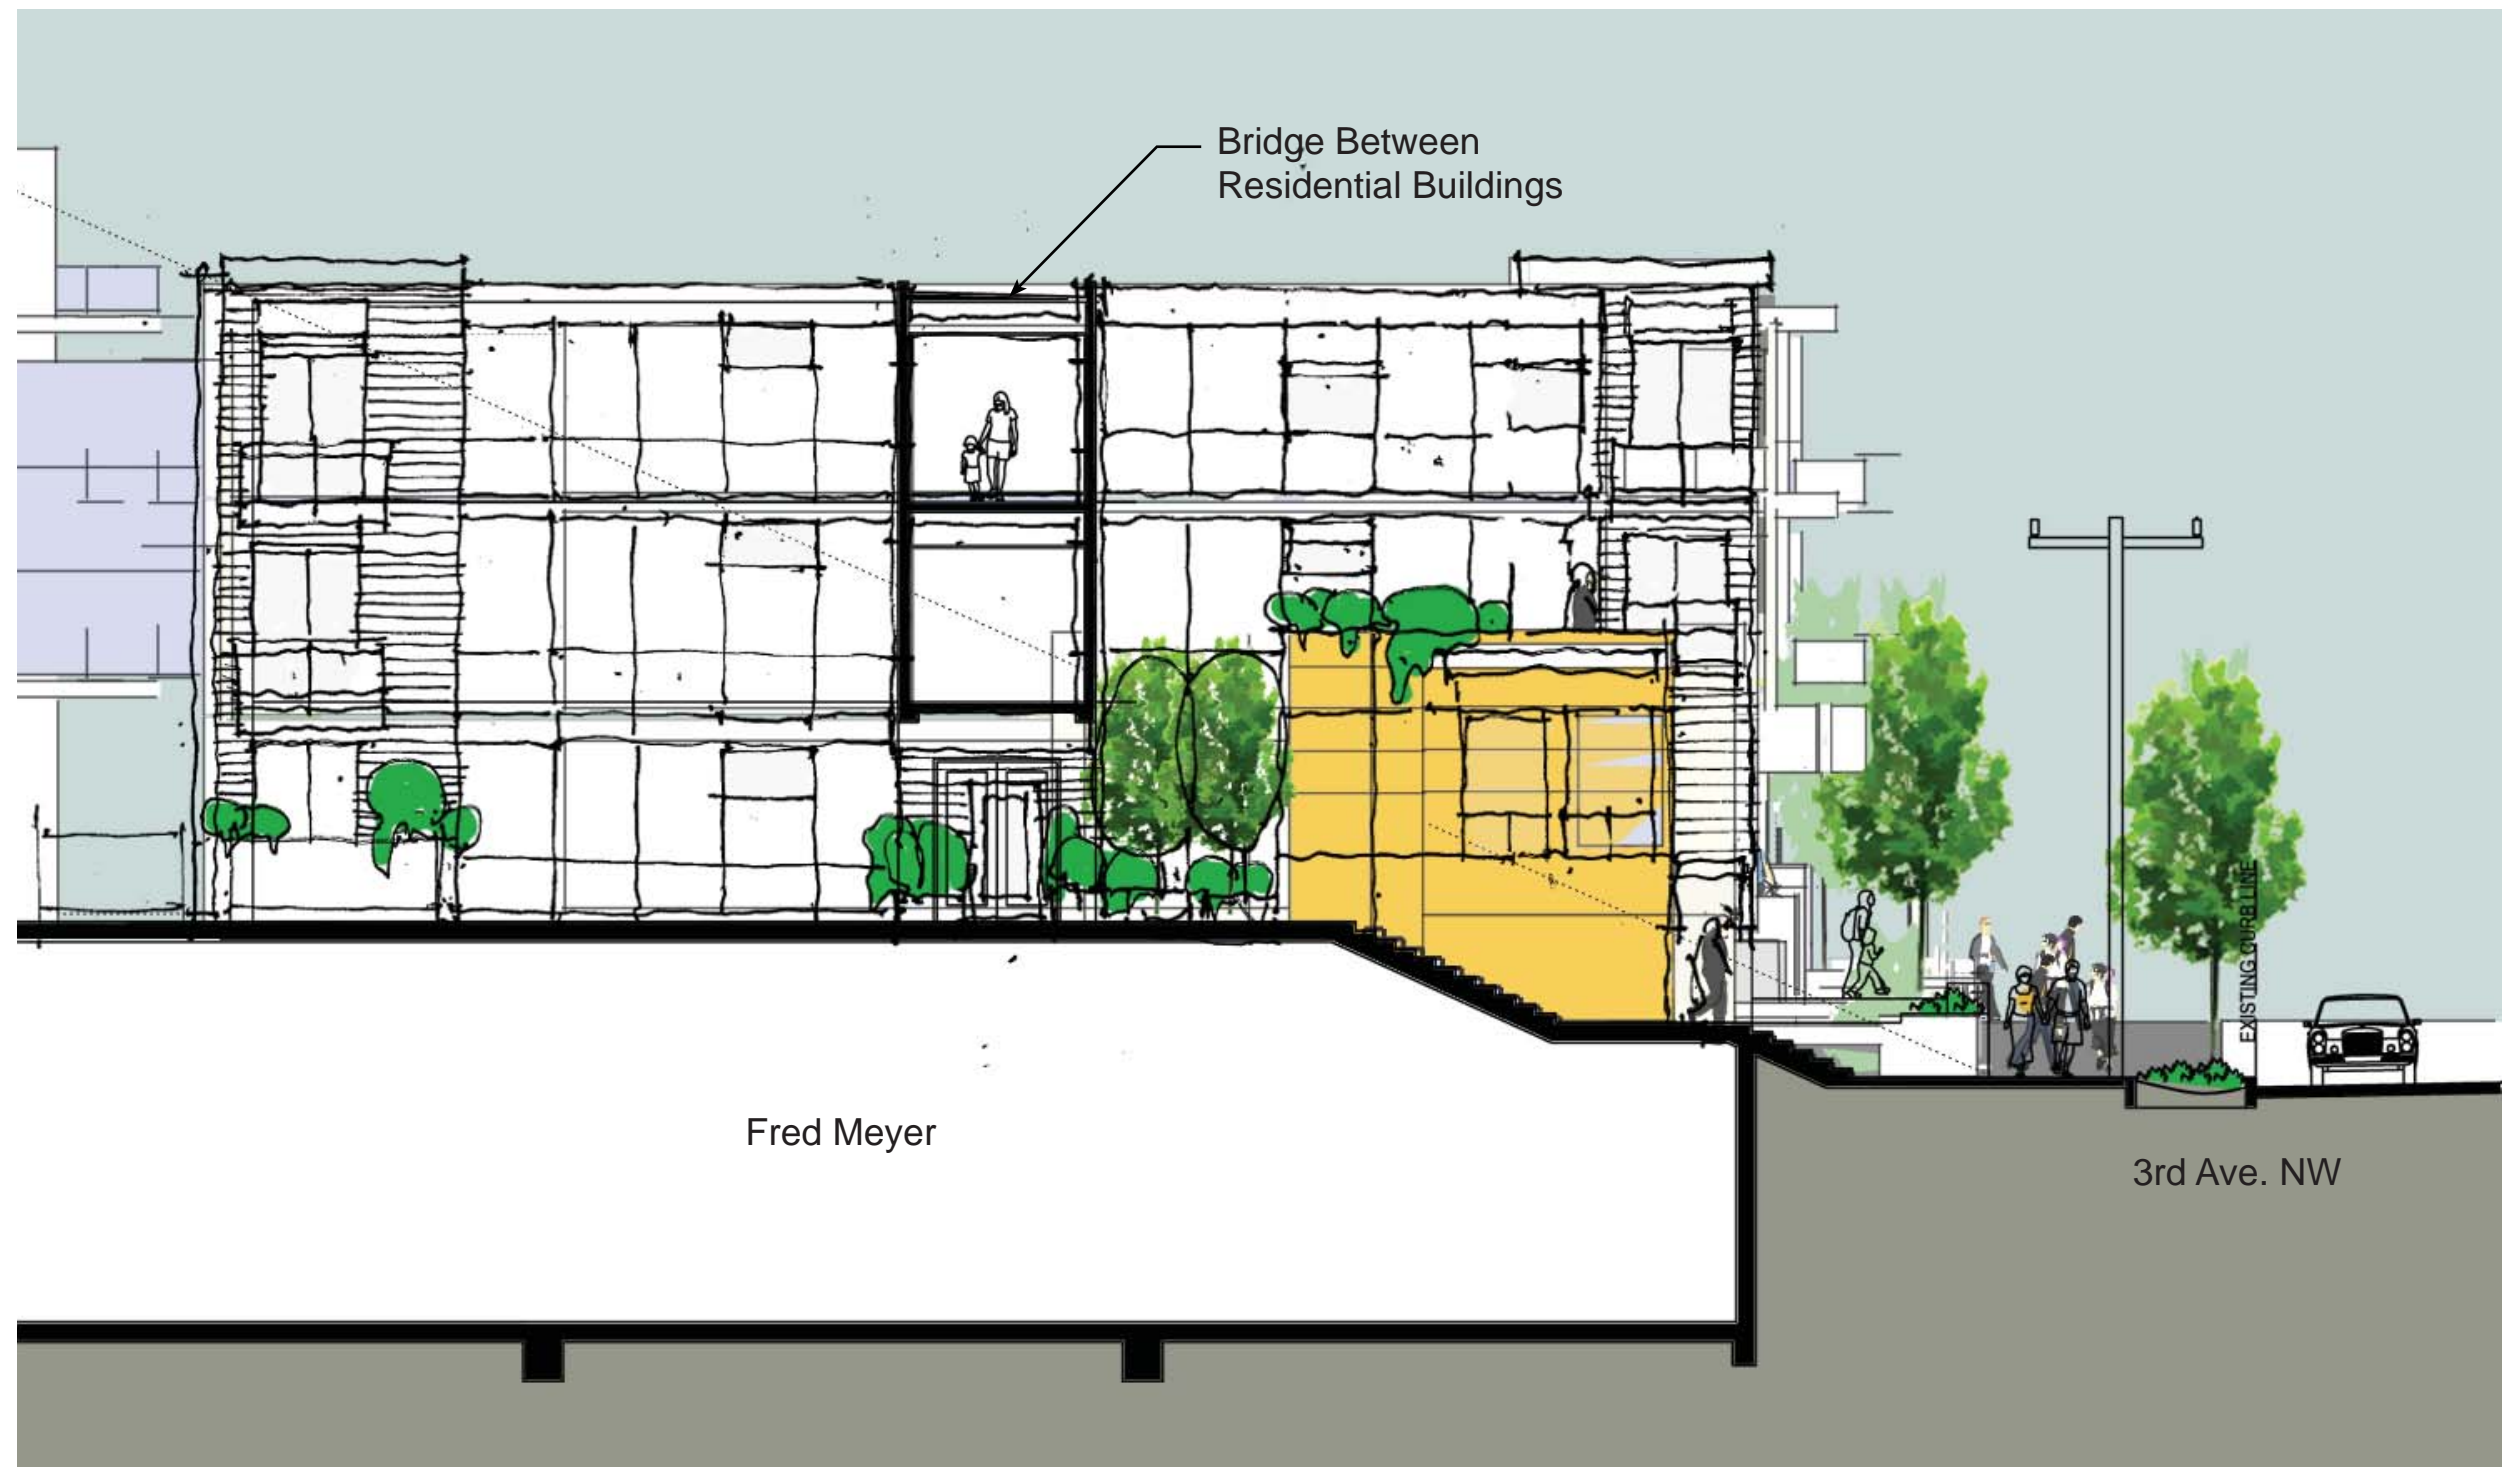 Bridge Between
Residential Buildings
EXISTING CURB LINE
Fred Meyer
3rd Ave. NW